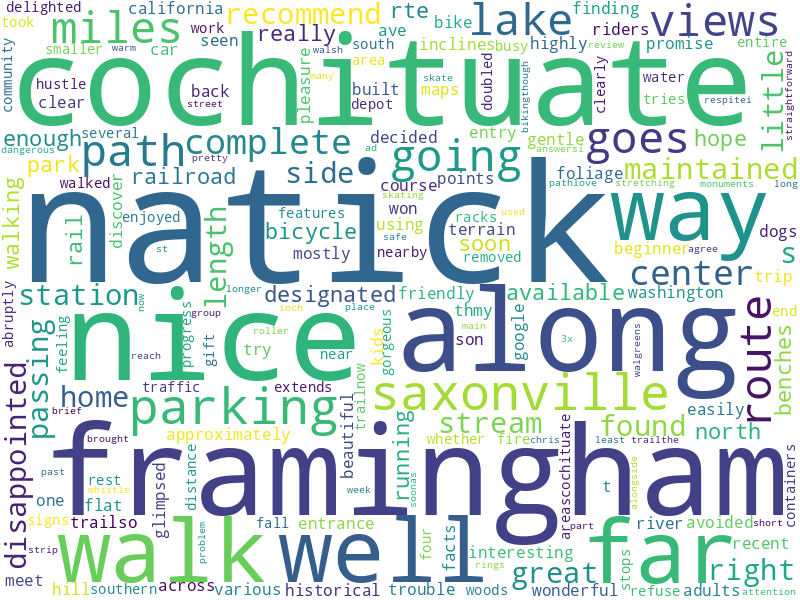 delighted
took
california
miles
smaller
warm
car
seen
work
really
recommend
rte
ave
area
south
maps
lake
bike
inclines
busy
finding
riders
highly
views
promise
entire
cochituate
community
hustle
clear
back
street
walsh
many
built
depot
pleasure
skate
doubled
bikingthough
review
clearly
water
tries
respitei
little
straightforward
dangerous
enough
several
path
complete
pretty
ad
decided
going
entry
gentle
answersi
goes
hope
park
walked
railroad
side
course
points
foliage
maintained
pathlove
stretching
monuments
long
natick
walking
rail
discover
enjoyed
features
bicycle
mostly
length
st
skating
won
using
safe
racks
terrain
nearby
removed
soon
used
way
beginner
agree
dogs
s
center
trip
abruptly
station
feeling
now
longer
group
designated
inch
place
friendly
available
washington
end
nice
progress
gift
roller
try
near
kids
gorgeous
thmy
son
main
google
along
3x
walgreens
route
benches
disappointed
passing
home
reach
traffic
extends
trailnow
parking
saxonville
brief
brought
approximately
beautiful
stream
running
found
north
easily
framingham
whether
fire
chris
least
trailthe
past
whistle
rest
one
flat
glimpsed
distance
week
soonas
areascochituate
t
alongside
containers
signs
trailso
fall
entrance
four
facts
river
part
avoided
recent
short
walk
well
far
strip
meet
problem
interesting
great
right
rings
stops
hill
southern
across
various
historical
trouble
woods
wonderful
refuse
adults
attention